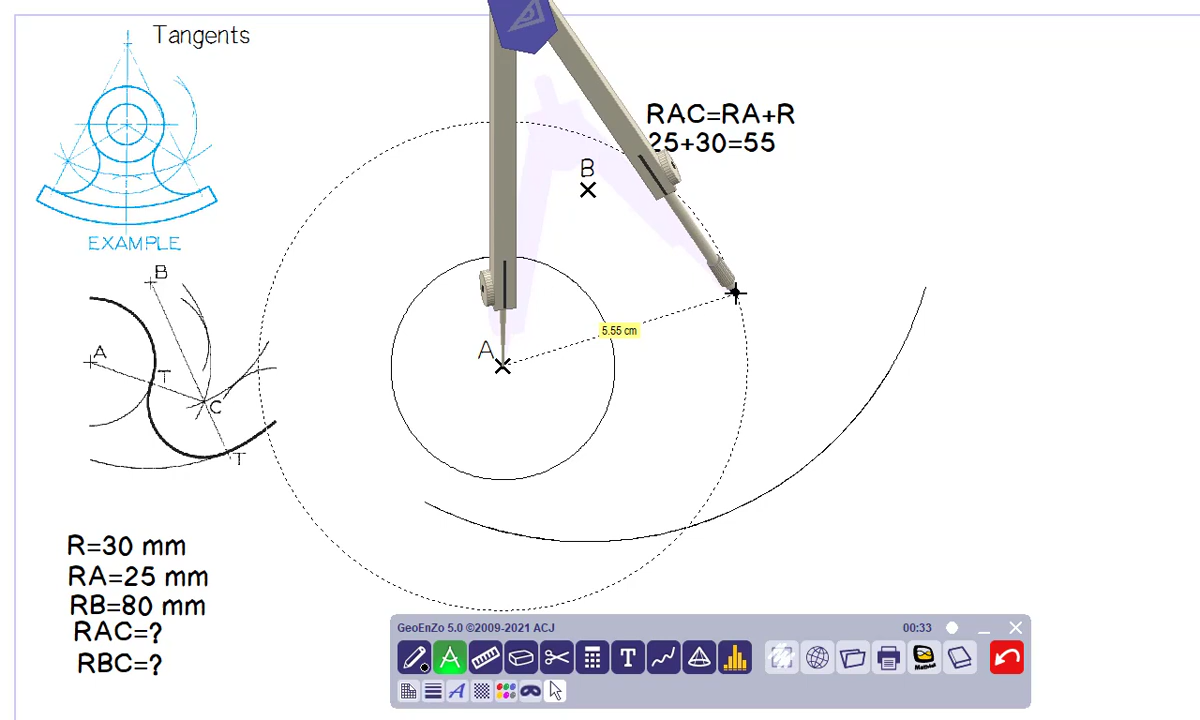 Tangents
EXAMPLE
RAC=RA+R
25+30=55
B
A
5.55 cm
B
A
T
C
T
R=30 mm
RA=25 mm
RB=80 mm
RAC=?
RBC=?
GeoEnZo 5.0 ©2009-2021 ACJ
00:33
T
A